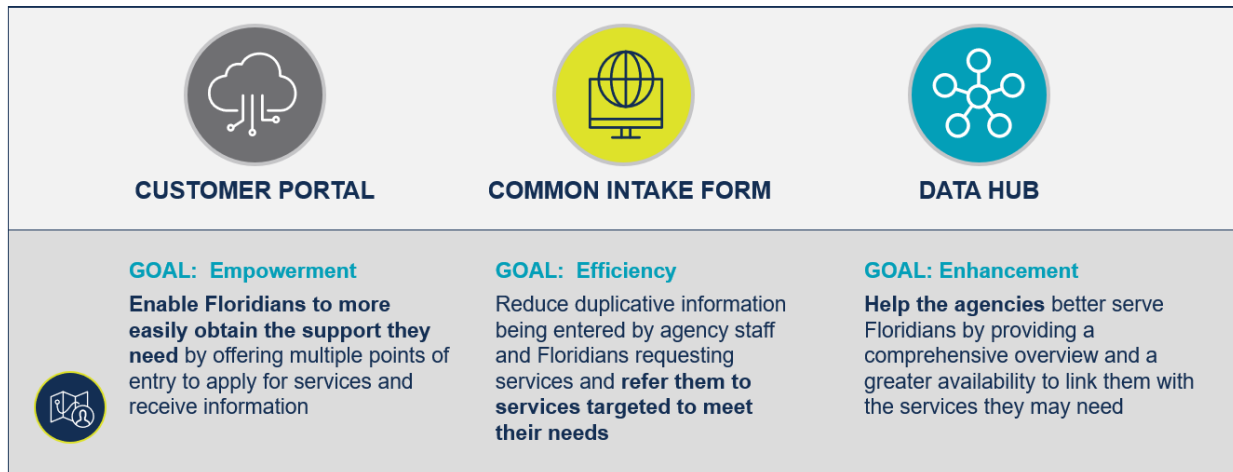 CUSTOMER PORTAL
COMMON INTAKE FORM
DATA HUB
GOAL:  Empowerment
Enable Floridians to more
easily obtain the support they
need by offering multiple points of
entry to apply for services and
receive information
GOAL:  Efficiency
Reduce duplicative information
being entered by agency staff
and Floridians requesting
services and refer them to
services targeted to meet
their needs
GOAL: Enhancement
Help the agencies better serve
Floridians by providing a
comprehensive overview and a
greater availability to link them with
the services they may need